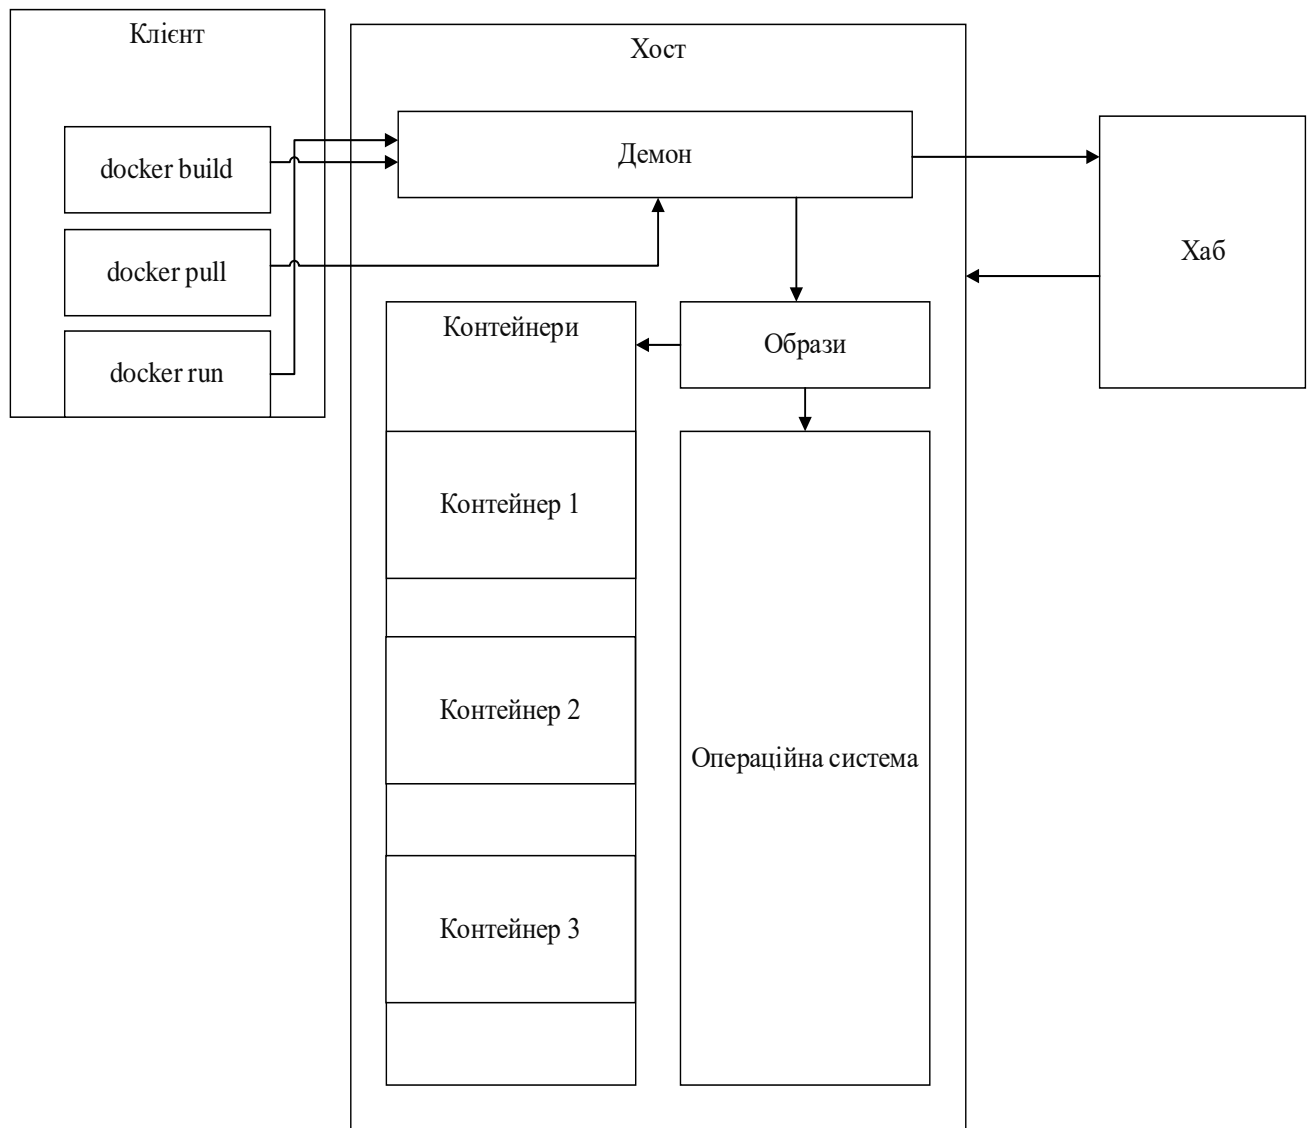 Клієнт
docker build
docker pull
docker run
Хост
Демон
Контейнери
Образи
Контейнер 1
Контейнер 2
Контейнер 3
Операційна система
Хаб